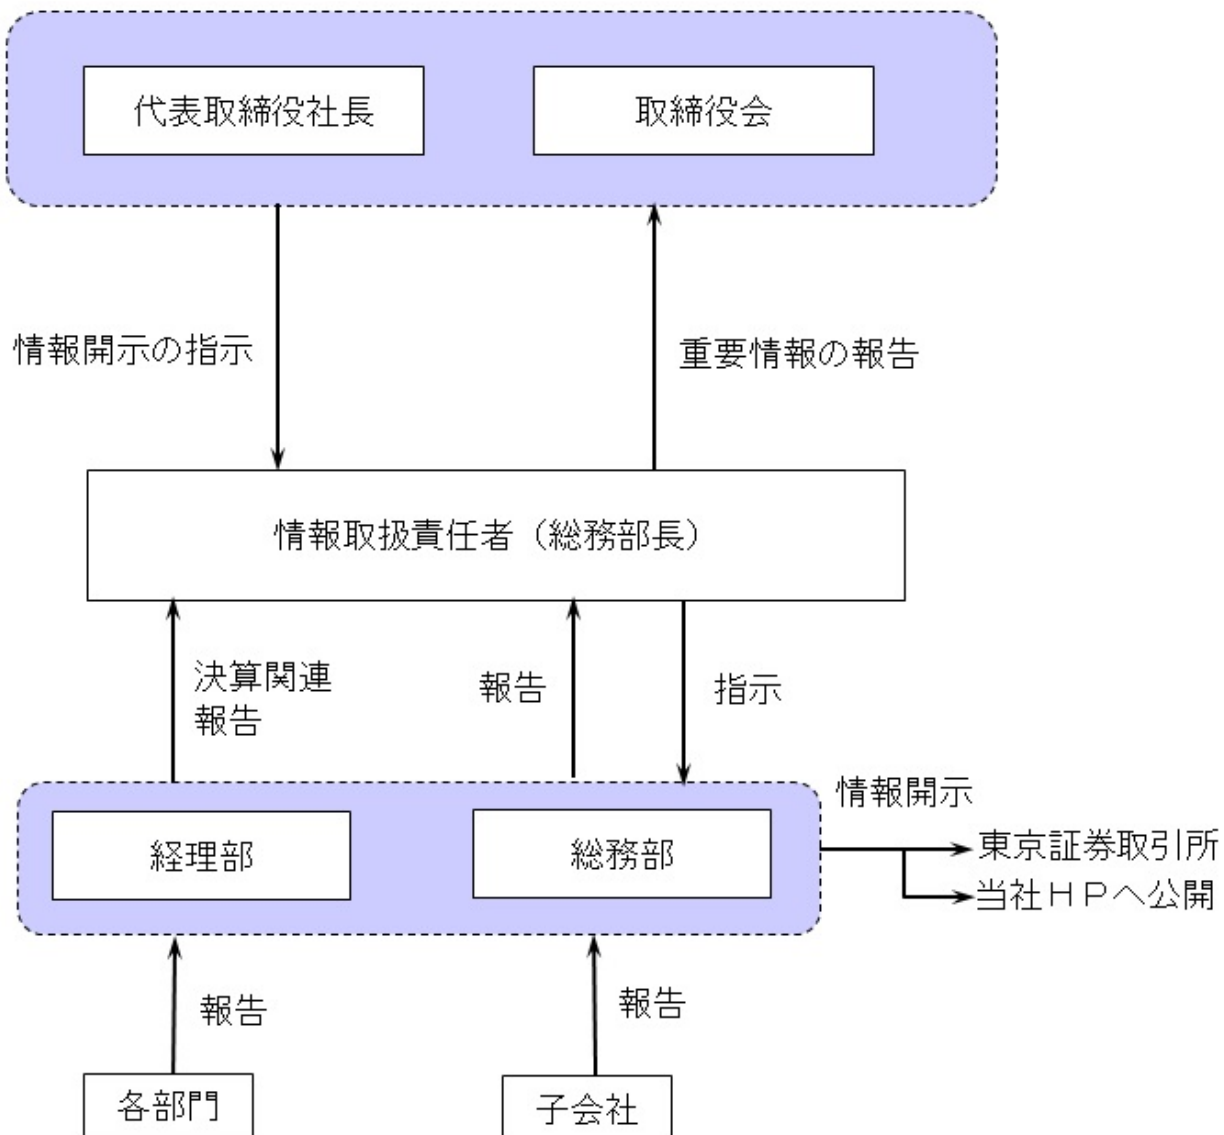 代表取締役社長
取締役会
情報開示の指示
重要情報の報告
情報取扱責任者（総務部長）
決算関連
報告
報告
指示
情報開示
経理部
総務部
東京証券取引所
当社ＨＰへ公開
報告
報告
各部門
子会社